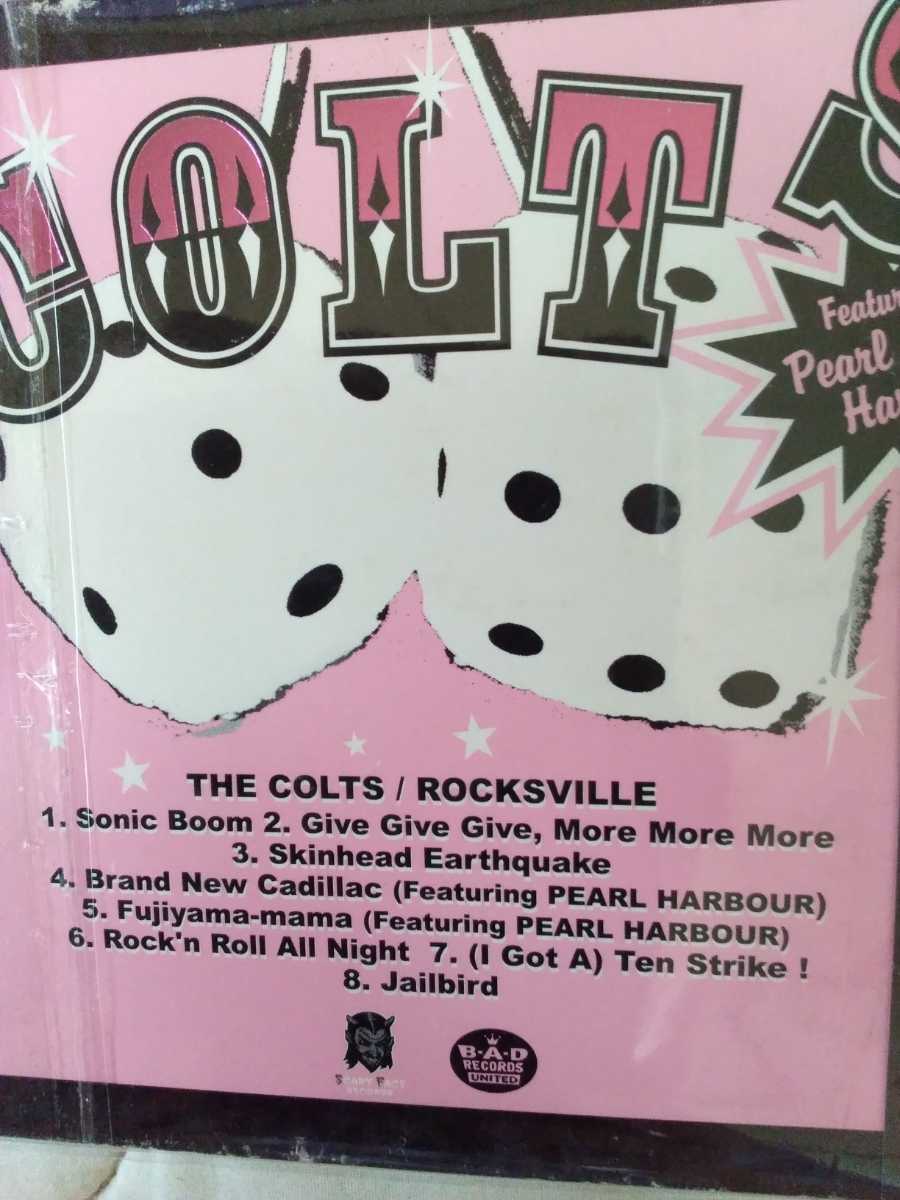 COLTS
Pearl
THE COLTS / ROCKSVILLE
1. Sonic Boom 2. Give Give Give, More More More
3. Skinhead Earthquake
4. Brand New Cadillac (Featuring PEARL HARBOUR)
5. Fujiyama-mama (Featuring PEARL HARBOUR)
6. Rock'n Roll All Night 7. (I Got A) Ten Strike !
8. Jailbird
RECORDS
B·A·D
RECORDS
UNITED